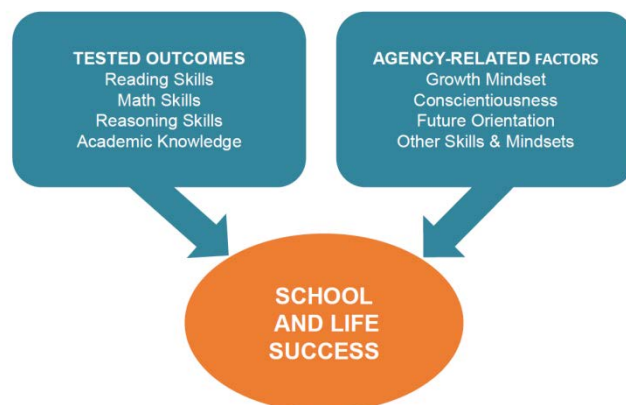 TESTED OUTCOMES
Reading Skills
Math Skills
Reasoning Skills
Academic Knowledge
AGENCY-RELATED FACTORS
Growth Mindset
Conscientiousness
Future Orientation
Other Skills & Mindsets
SCHOOL
AND LIFE
SUCCESS